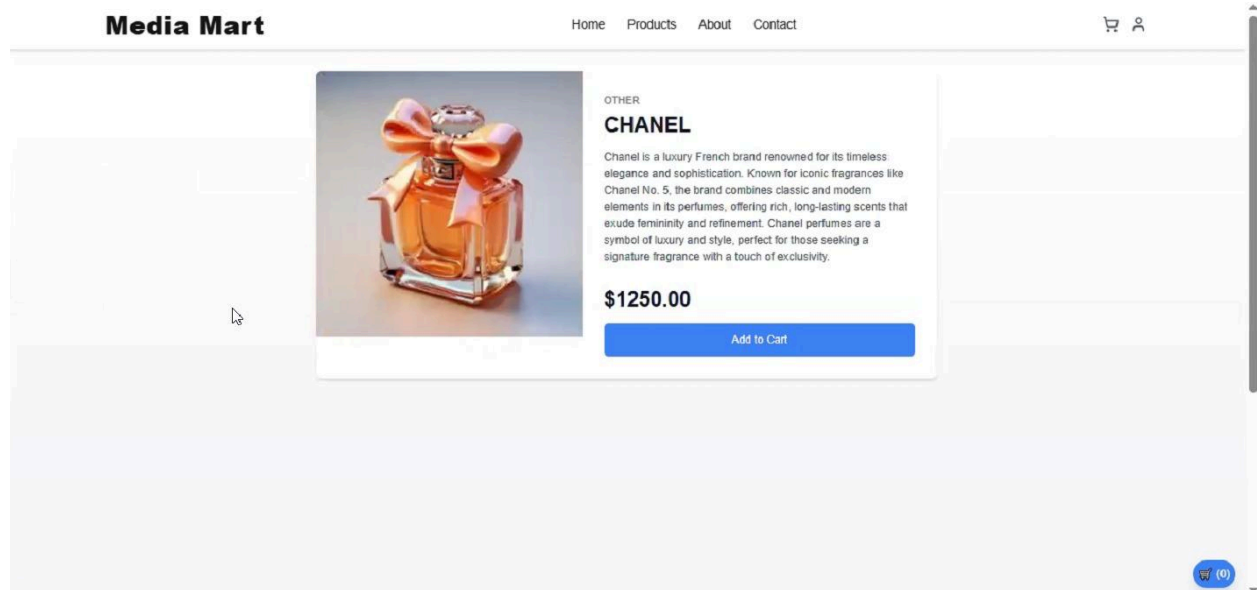 Media Mart
Home Products About Contact
OTHER
CHANEL
Chanel is a luxury French brand renowned for its timeless
elegance and sophistication. Known for iconic fragrances like
Chanel No. 5, the brand combines classic and modern
elements in its perfumes, offering rich, long-lasting scents that
exude femininity and refinement. Chanel perfumes are a
symbol of luxury and style, perfect for those seeking a
signature fragrance with a touch of exclusivity.
$1250.00
Add to Cart
(0)